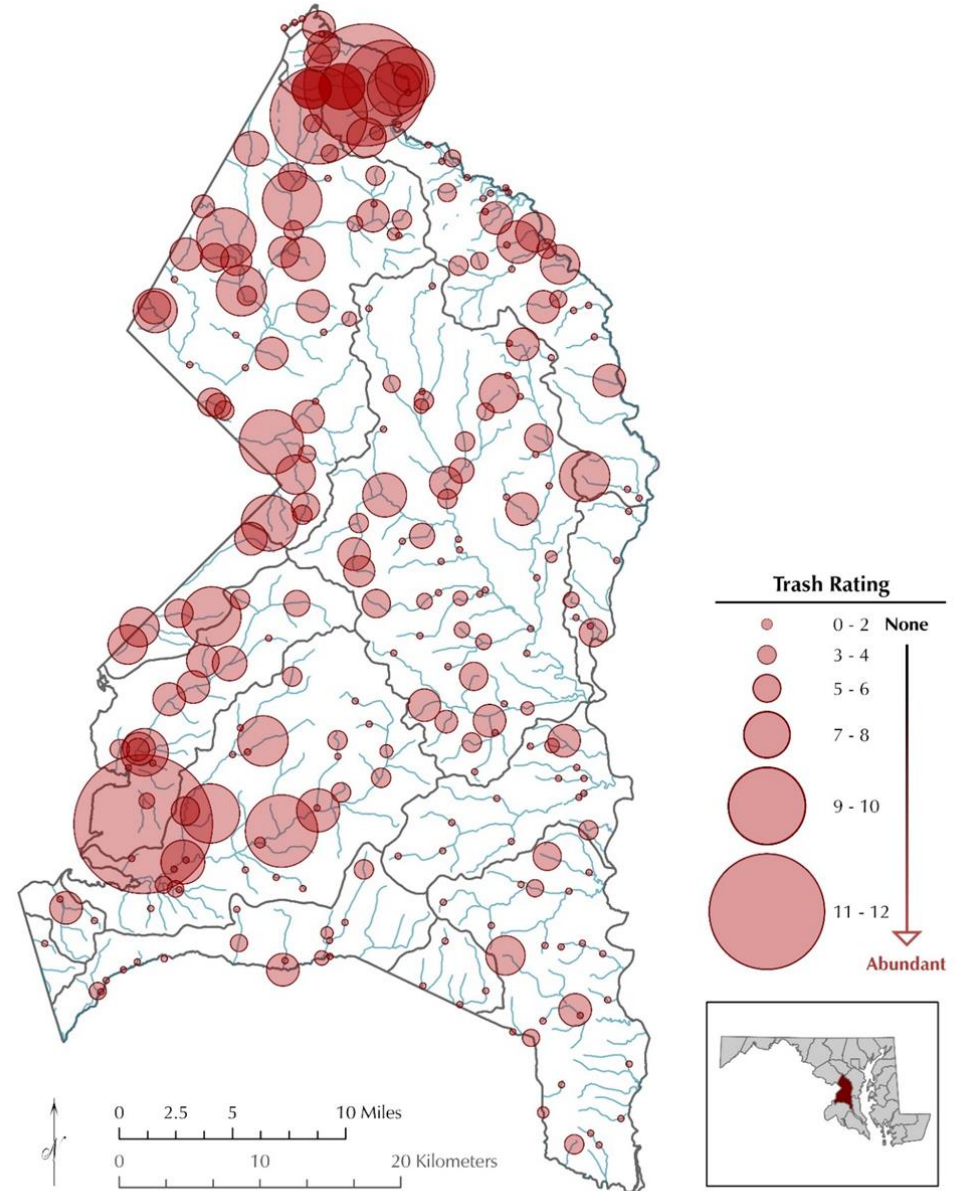 Trash Rating
0 - 2 None
3 - 4
5 - 6
7 - 8
9 - 10
11 - 12
Abundant
0 2.5 5 10 Miles
N
0 10 20 Kilometers